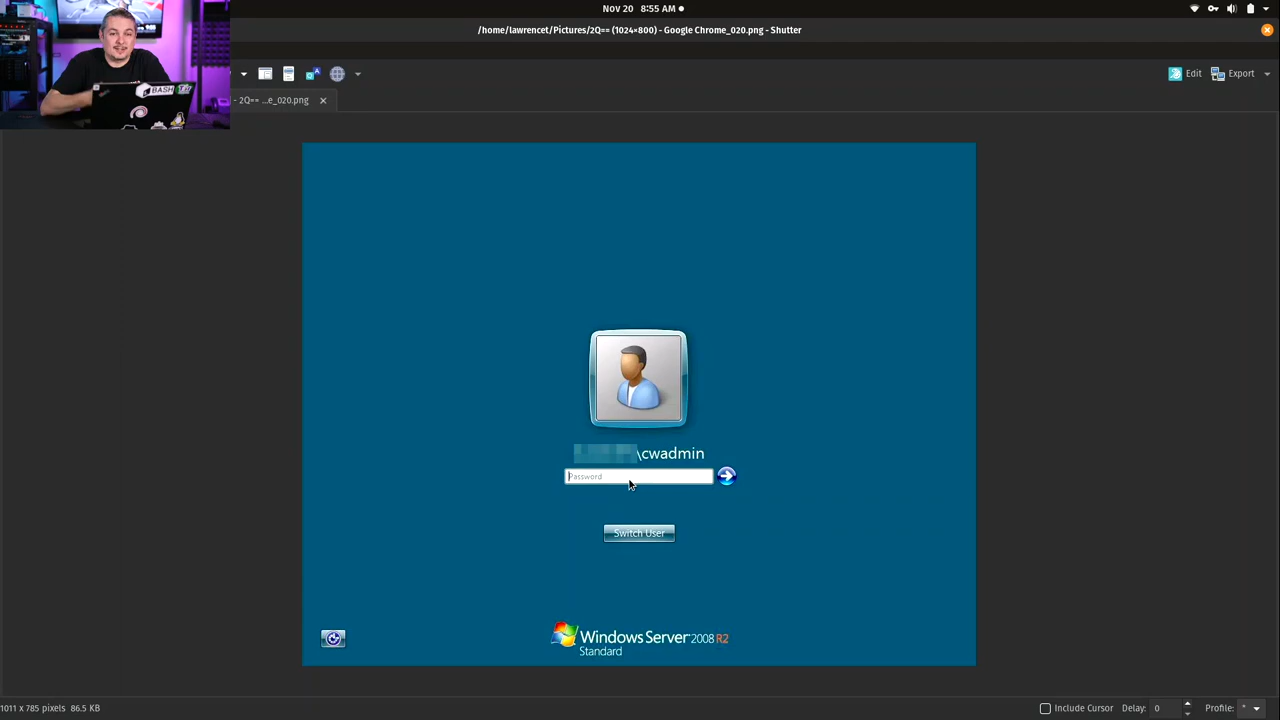 Nov 20 8:55 AM
/home/lawrencet/Pictures/2Q== (1024×800) - Google Chrome_020.png - Shutter
Edit
Export
- 2Q== ...e_020.png
BASH
\cwadmin
Password
Switch User
Windows Server 2008 R2
Standard
1011 x 785 pixels 86.5 KB
Include Cursor
Delay: 0
Profile: